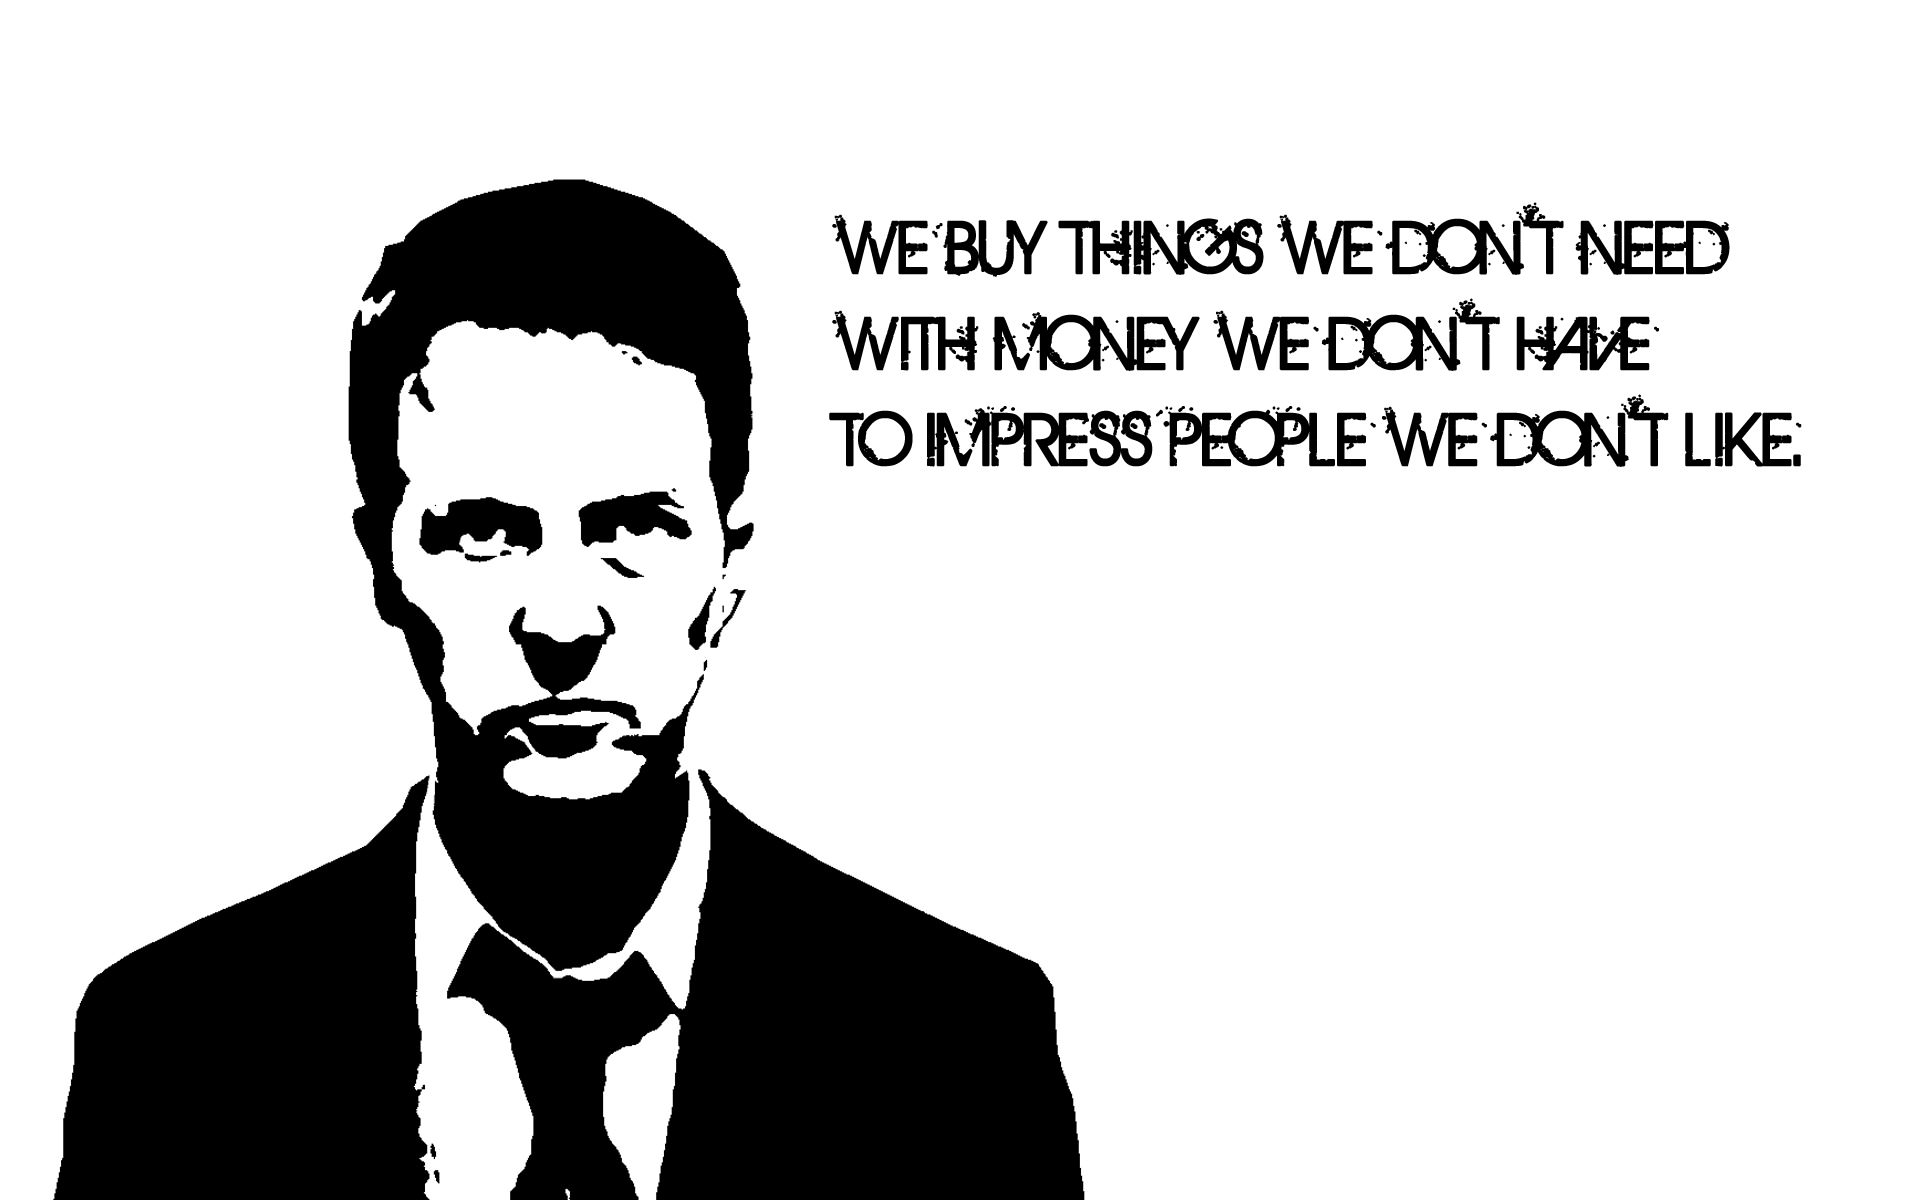 WE BUY THINGS WE DON'T NEED
WITH MONEY WE DON'T HAVE
TO IMPRESS PEOPLE WE DON'T LIKE.